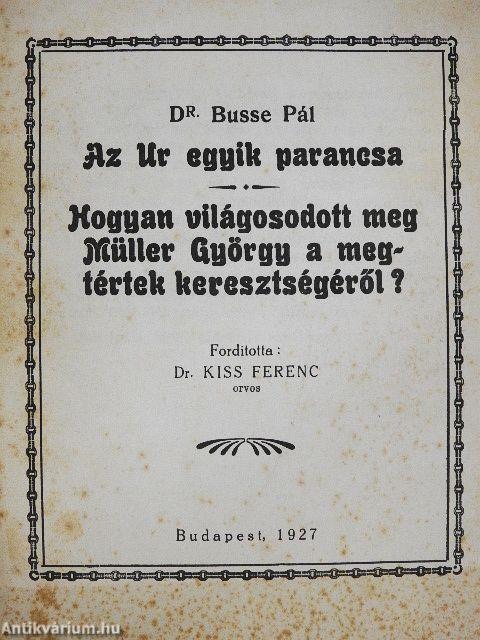 DR. Busse Pál
Az Ur egyik parancsa
Hogyan világosodott meg
Müller György a meg-
tértek keresztségéről?
Forditotta:
Dr. KISS FERENC
orvos
Budapest, 1927
Antikvárium.hu